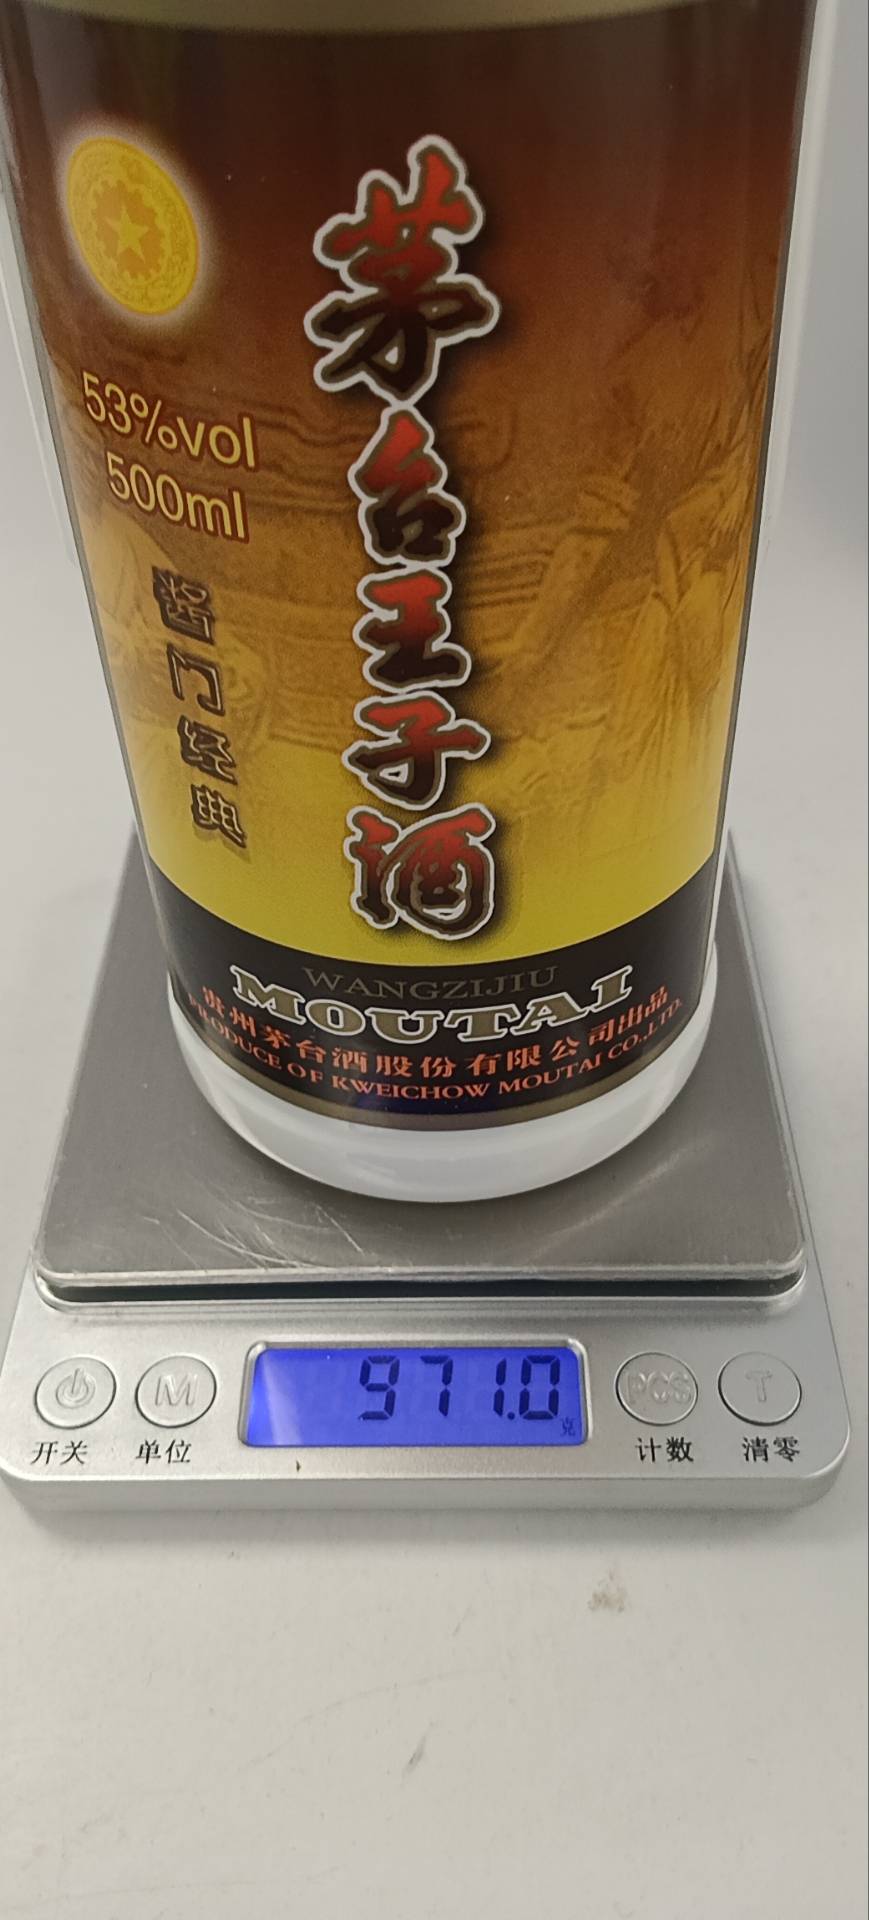 53%vol
500ml
酱门经典
茅台王子酒
WANGZIJIU
MOUTAI
贵州茅台酒股份有限公司出品
PRODUCE OF KWEICHOW MOUTAI CO.,LTD.
971.0
克
M
PCS
T
开关
单位
计数
清零